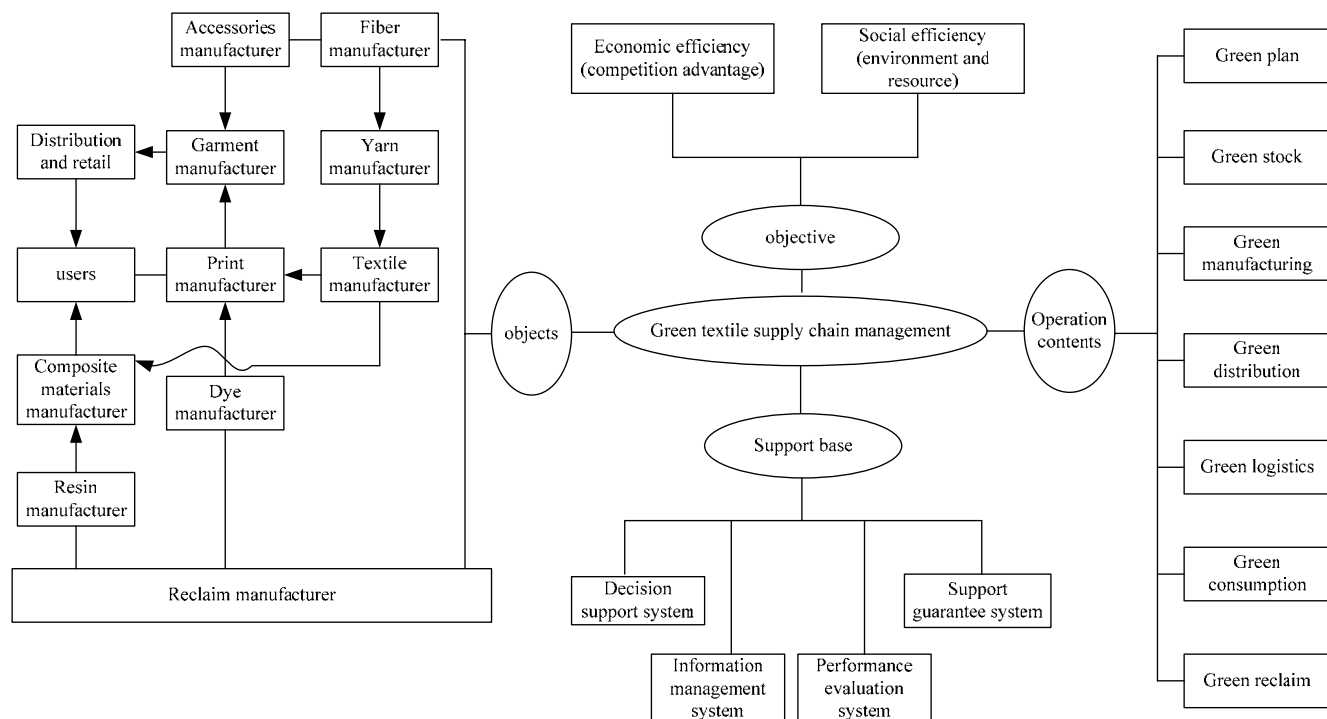 Accessories
manufacturer
Fiber
manufacturer
Distribution
and retail
Garment
manufacturer
Yarn
manufacturer
users
Print
manufacturer
Textile
manufacturer
Composite
materials
manufacturer
Dye
manufacturer
Resin
manufacturer
Reclaim manufacturer
objects
Economic efficiency
(competition advantage)
Social efficiency
(environment and
resource)
objective
Green textile supply chain management
Support base
Decision
support system
Information
management
system
Performance
evaluation
system
Support
guarantee system
Operation
contents
Green plan
Green stock
Green
manufacturing
Green
distribution
Green logistics
Green
consumption
Green reclaim